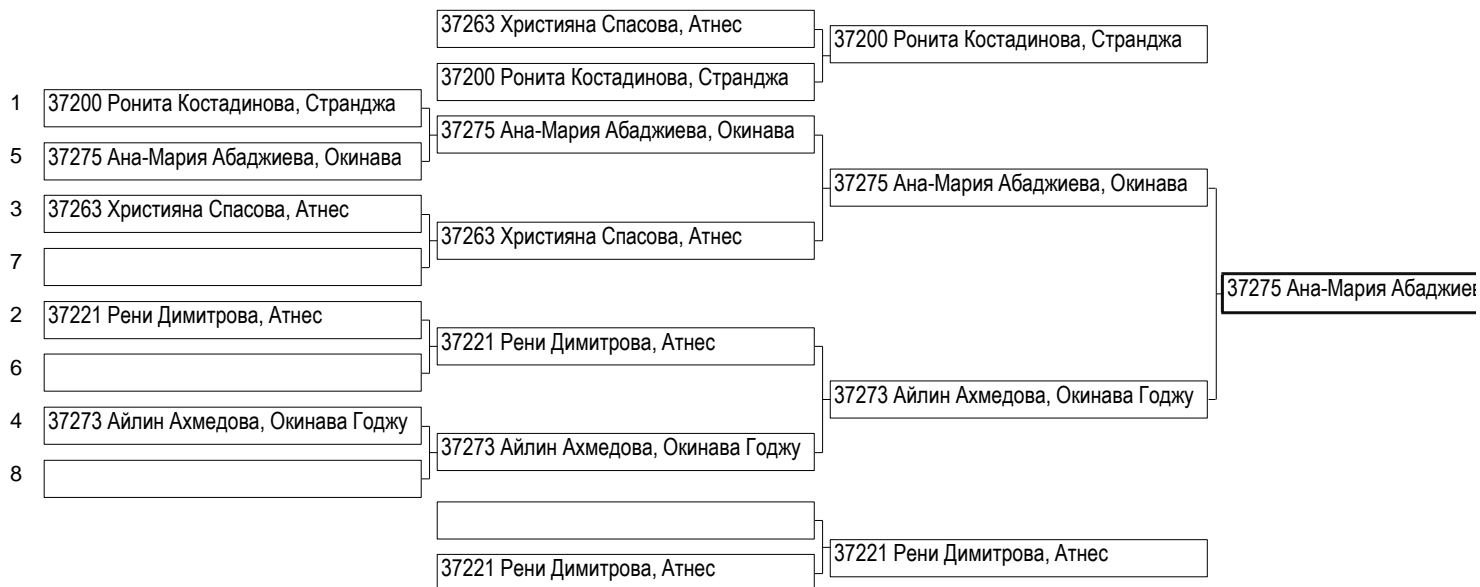 37263 Християна Спасова, Атнес
37200 Ронита Костадинова, Странджа
37200 Ронита Костадинова, Странджа
1 37200 Ронита Костадинова, Странджа
37275 Ана-Мария Абаджиева, Окинава
5 37275 Ана-Мария Абаджиева, Окинава
37275 Ана-Мария Абаджиева, Окинава
3 37263 Християна Спасова, Атнес
37263 Християна Спасова, Атнес
7
37275 Ана-Мария Абаджиев
2 37221 Рени Димитрова, Атнес
37221 Рени Димитрова, Атнес
6
37273 Айлин Ахмедова, Окинава Годжу
4 37273 Айлин Ахмедова, Окинава Годжу
37273 Айлин Ахмедова, Окинава Годжу
8
37221 Рени Димитрова, Атнес
37221 Рени Димитрова, Атнес